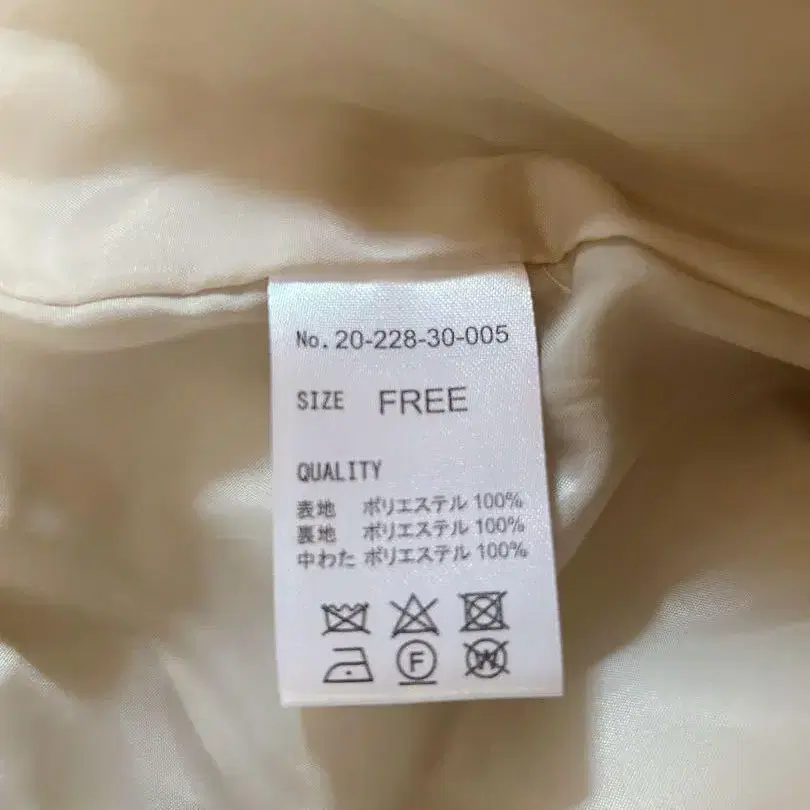 No. 20-228-30-005
SIZE FREE
QUALITY
表地 ポリエステル 100%
裏地 ポリエステル 100%
中わた ポリエステル 100%
F
W